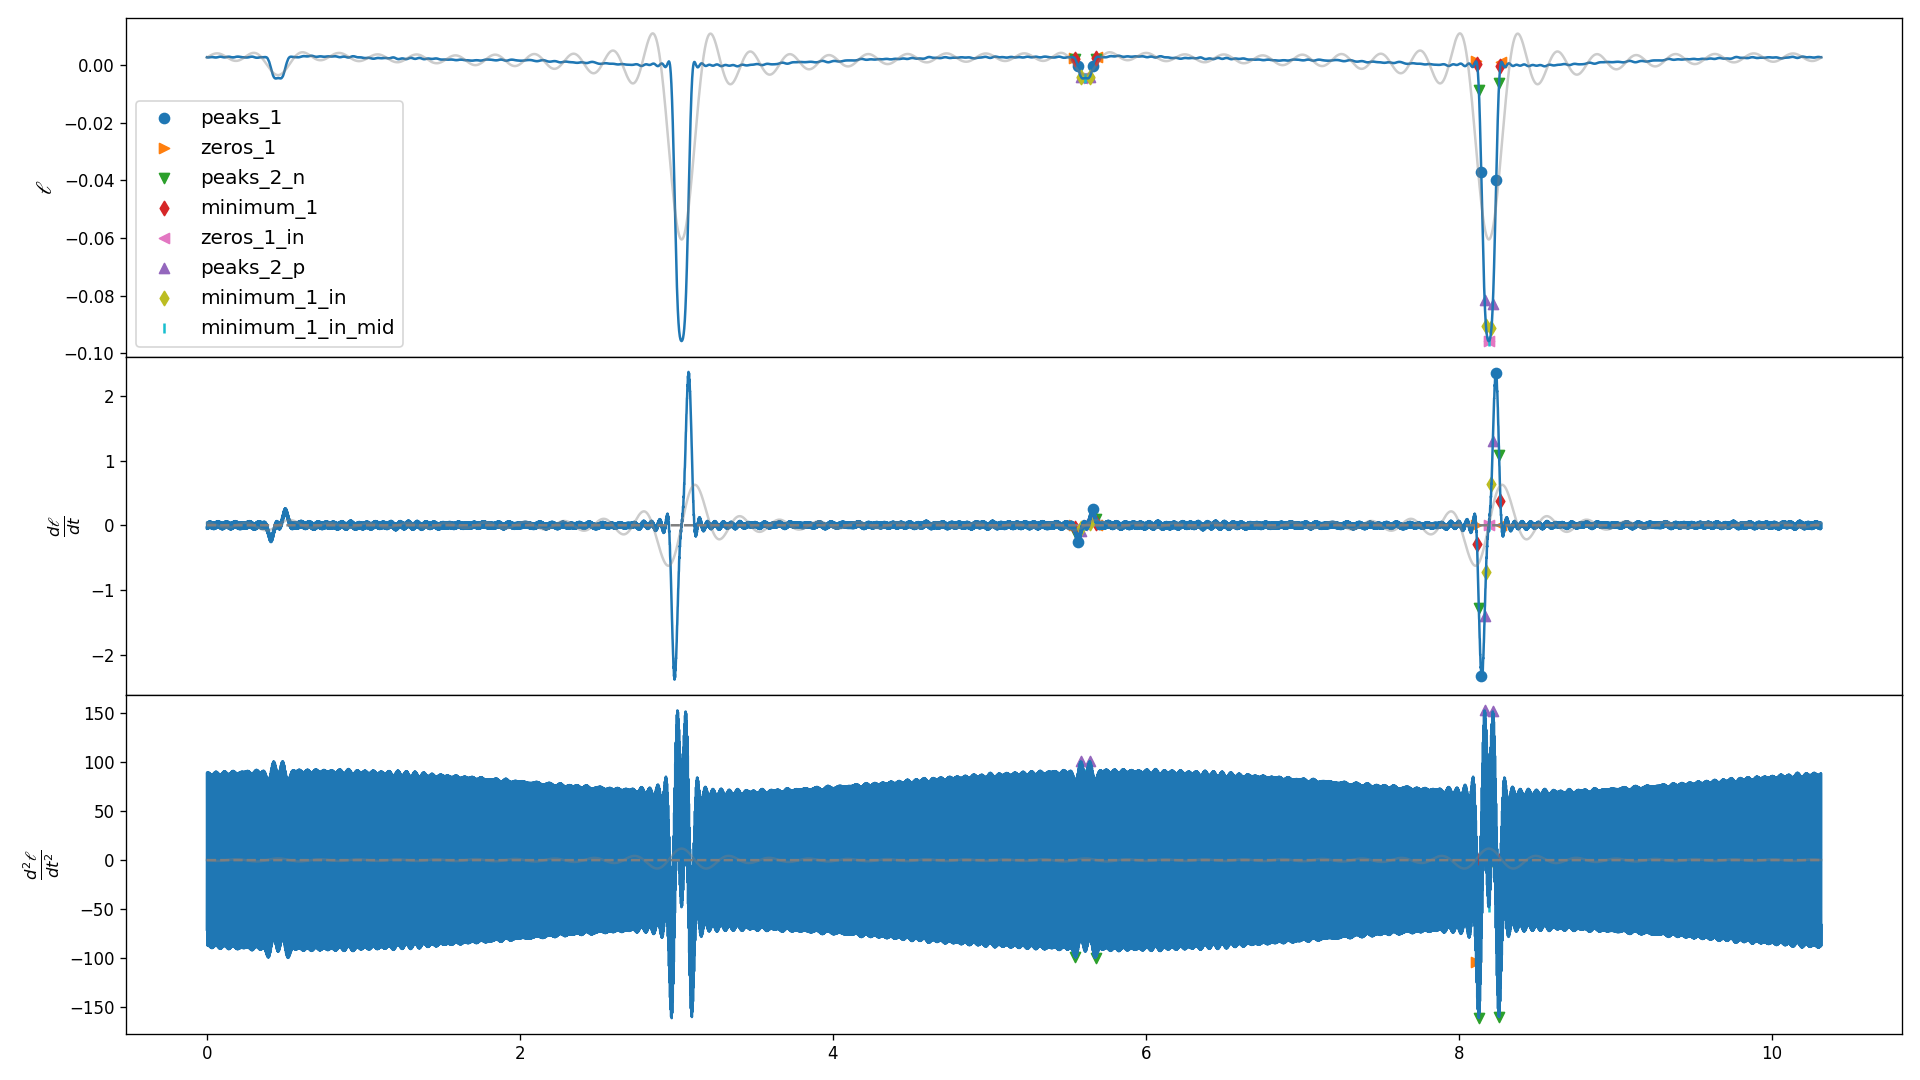 0.00
−0.02
−0.04
−0.06
−0.08
−0.10
ℓ
peaks_1
zeros_1
peaks_2_n
minimum_1
zeros_1_in
peaks_2_p
minimum_1_in
minimum_1_in_mid
2
1
0
−1
−2
dℓ
dt
150
100
50
0
−50
−100
−150
d²ℓ
dt²
0 2 4 6 8 10